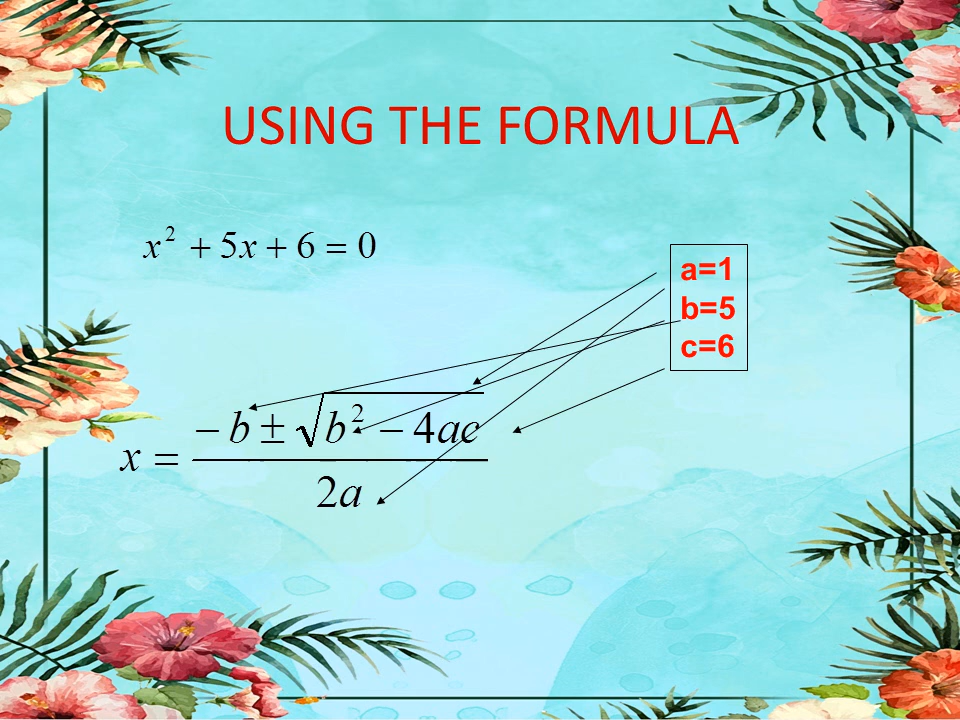 USING THE FORMULA
x² + 5x + 6 = 0
a=1
b=5
c=6
x = (−b ± √(b² − 4ac)) / 2a